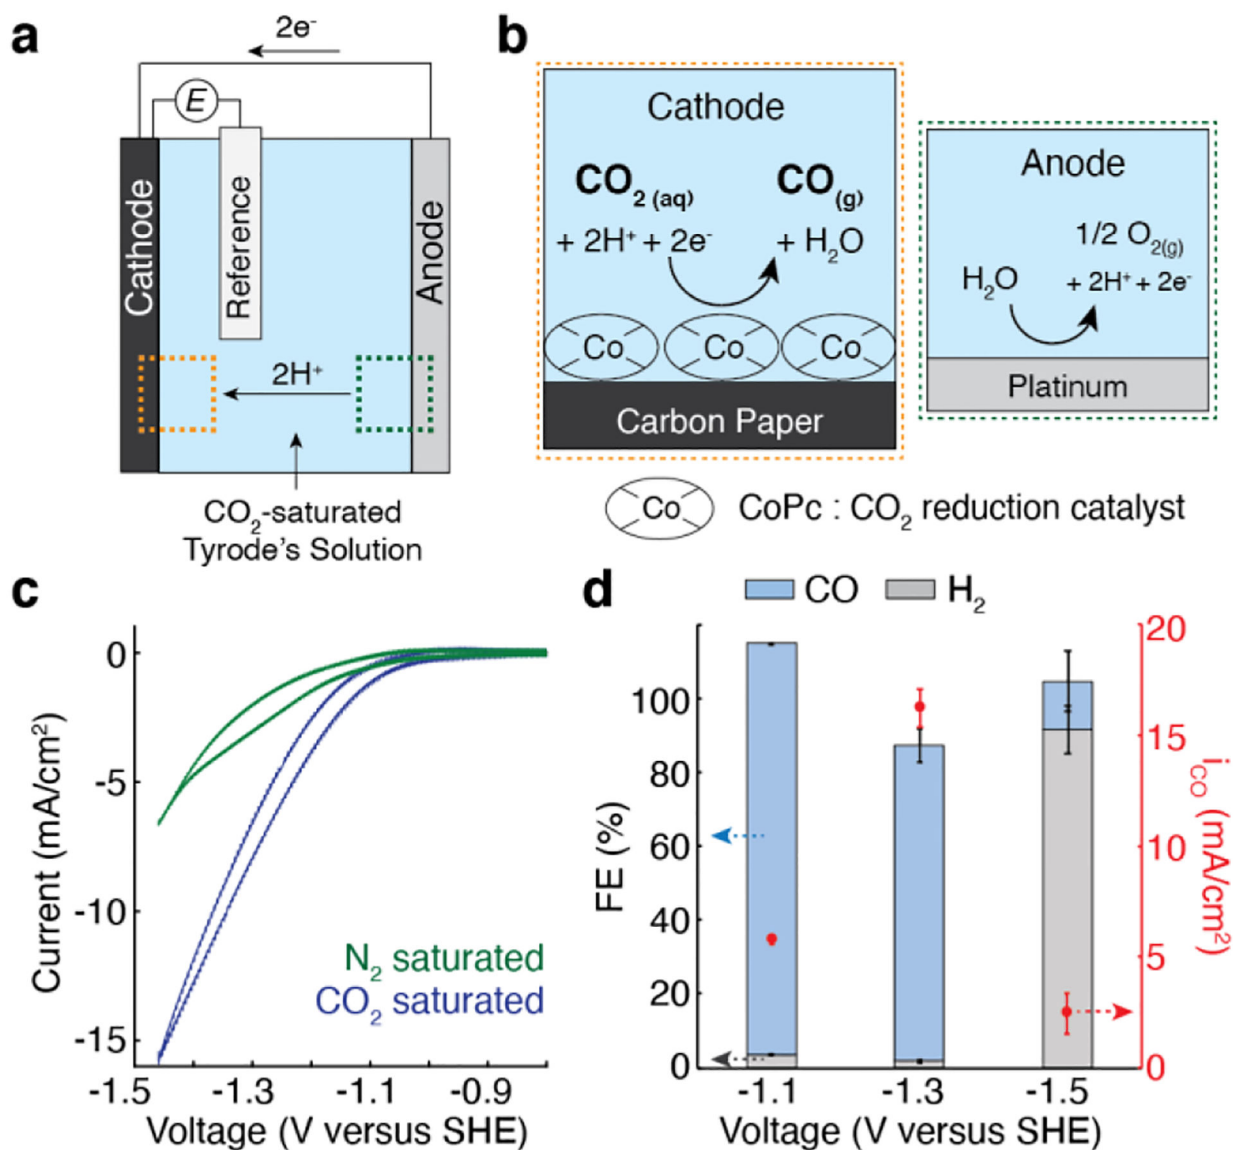 a
2e⁻
E
Cathode
Reference
Anode
2H⁺
CO₂-saturated
Tyrode's Solution
b
Cathode
CO₂ (aq)
CO(g)
+ 2H⁺ + 2e⁻
+ H₂O
Co
Co
Co
Carbon Paper
Anode
1/2 O₂(g)
H₂O
+ 2H⁺ + 2e⁻
Platinum
Co
CoPc : CO₂ reduction catalyst
c
0
-5
-10
-15
Current (mA/cm²)
N₂ saturated
CO₂ saturated
-1.5
-1.3
-1.1
-0.9
Voltage (V versus SHE)
d
CO
H₂
100
80
60
40
20
0
FE (%)
20
15
10
5
0
i_CO (mA/cm²)
-1.1
-1.3
-1.5
Voltage (V versus SHE)